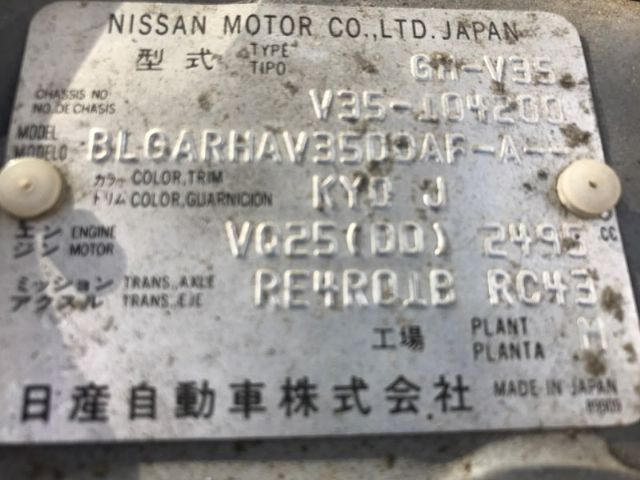 NISSAN MOTOR CO.,LTD. JAPAN
型式 TYPE TIPO GH-V35
CHASSIS NO NO.DE CHASIS V35-104200
MODEL MODELO BLGARHAV35DDAF-A--
カラー COLOR,TRIM トリム COLOR,GUARNICION KY0 J
エンジン ENGINE MOTOR VQ25(DD) 2495 cc
ミッション アクスル TRANS.,AXLE TRANS.,EJE RE4R01B RC43
工場 PLANT PLANTA
日産自動車株式会社 MADE IN JAPAN